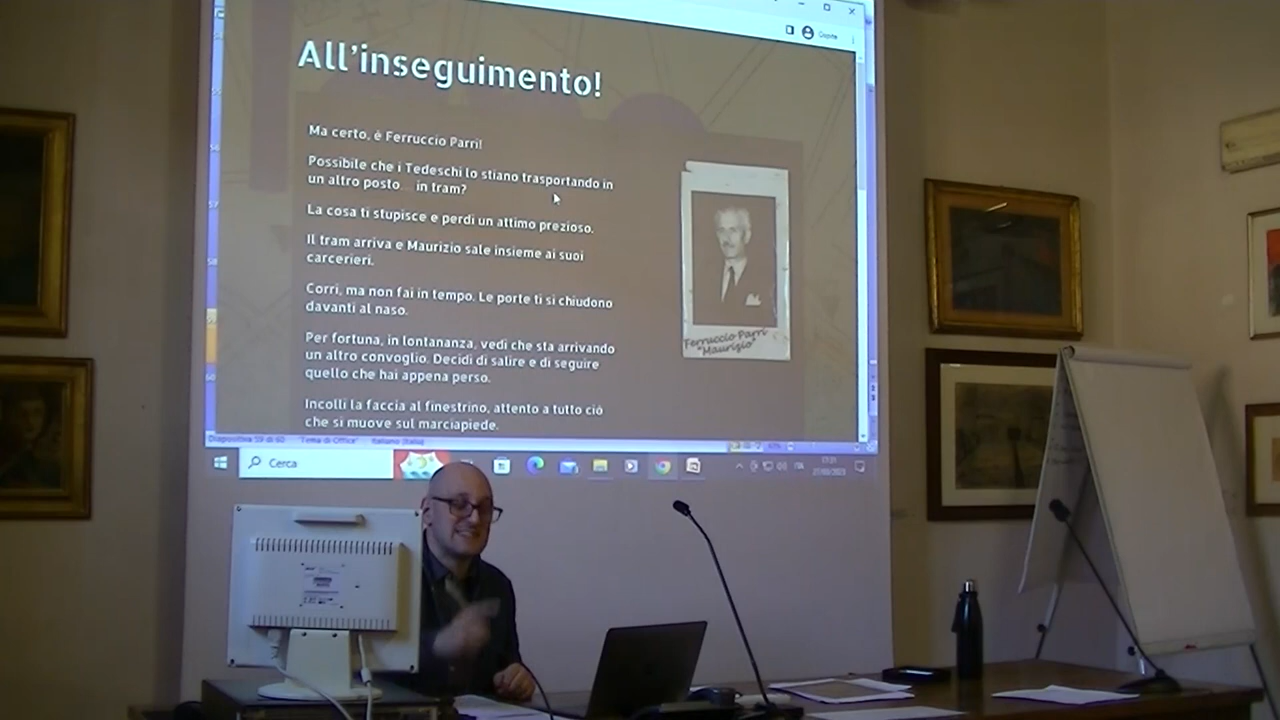 Ospite
All'inseguimento!
Ma certo, è Ferruccio Parri!
Possibile che i Tedeschi lo stiano trasportando in
un altro posto... in tram?
La cosa ti stupisce e perdi un attimo prezioso.
Il tram arriva e Maurizio sale insieme ai suoi
carcerieri.
Corri, ma non fai in tempo. Le porte ti si chiudono
davanti al naso.
Per fortuna, in lontananza, vedi che sta arrivando
un altro convoglio. Decidi di salire e di seguire
quello che hai appena perso.
Incolli la faccia al finestrino, attento a tutto ciò
che si muove sul marciapiede.
Ferruccio Parri
"Maurizio"
Diapositiva 59 di 60 "Tema di Office" Italiano (Italia)
Cerca
ITA
17:31